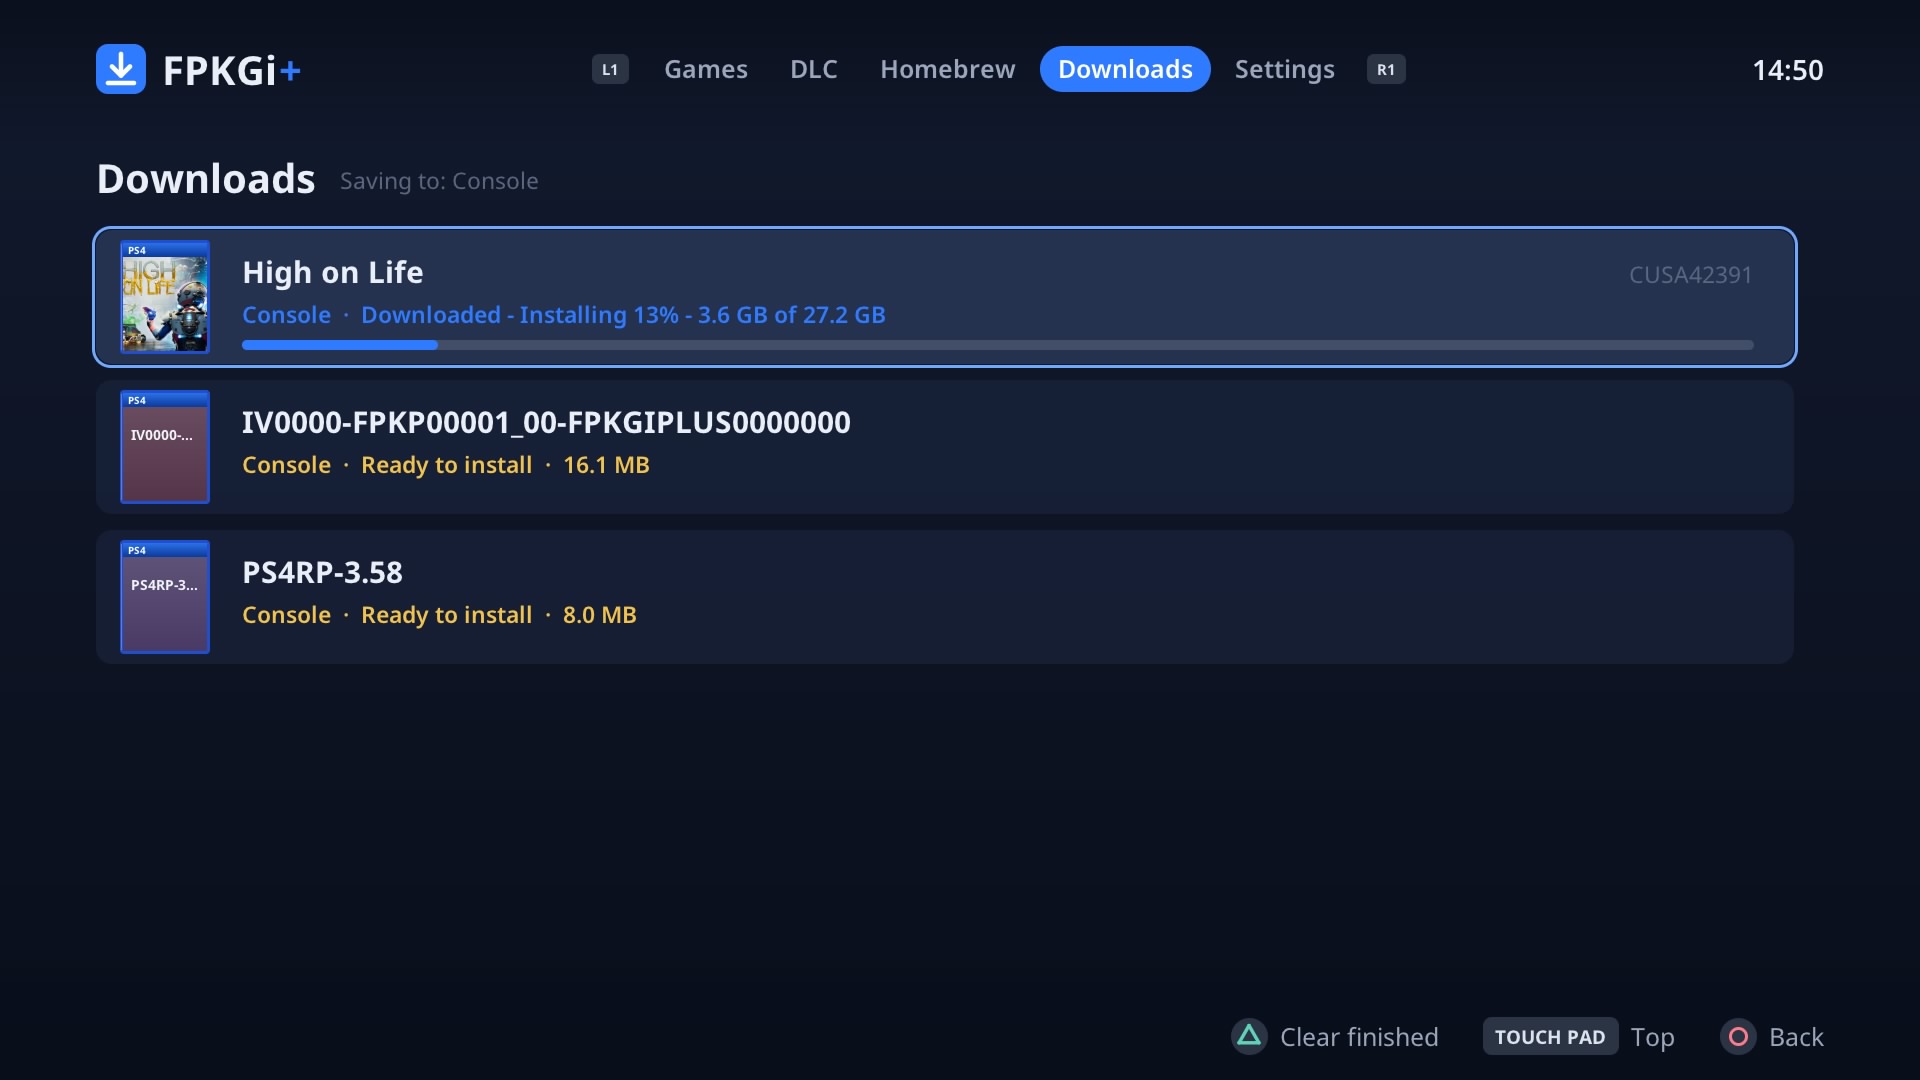 FPKGi+
L1 Games DLC Homebrew Downloads Settings R1
14:50
Downloads Saving to: Console
PS4
HIGH
ON LIFE
High on Life
CUSA42391
Console · Downloaded - Installing 13% - 3.6 GB of 27.2 GB
PS4
IV0000-...
IV0000-FPKP00001_00-FPKGIPLUS0000000
Console · Ready to install · 16.1 MB
PS4
PS4RP-3...
PS4RP-3.58
Console · Ready to install · 8.0 MB
Clear finished TOUCH PAD Top Back